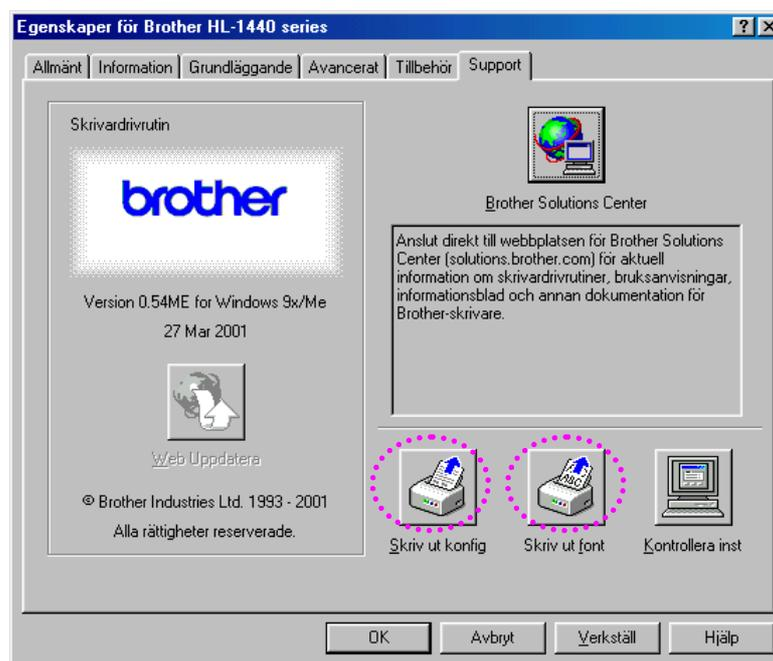 Egenskaper för Brother HL-1440 series
Allmänt Information Grundläggande Avancerat Tillbehör Support
Skrivardrivrutin
brother
Version 0.54ME for Windows 9x/Me
27 Mar 2001
Web Uppdatera
© Brother Industries Ltd. 1993 - 2001
Alla rättigheter reserverade.
Brother Solutions Center
Anslut direkt till webbplatsen för Brother Solutions
Center (solutions.brother.com) för aktuell
information om skrivardrivrutiner, bruksanvisningar,
informationsblad och annan dokumentation för
Brother-skrivare.
ABC
Skriv ut konfig Skriv ut font Kontrollera inst
OK Avbryt Verkställ Hjälp